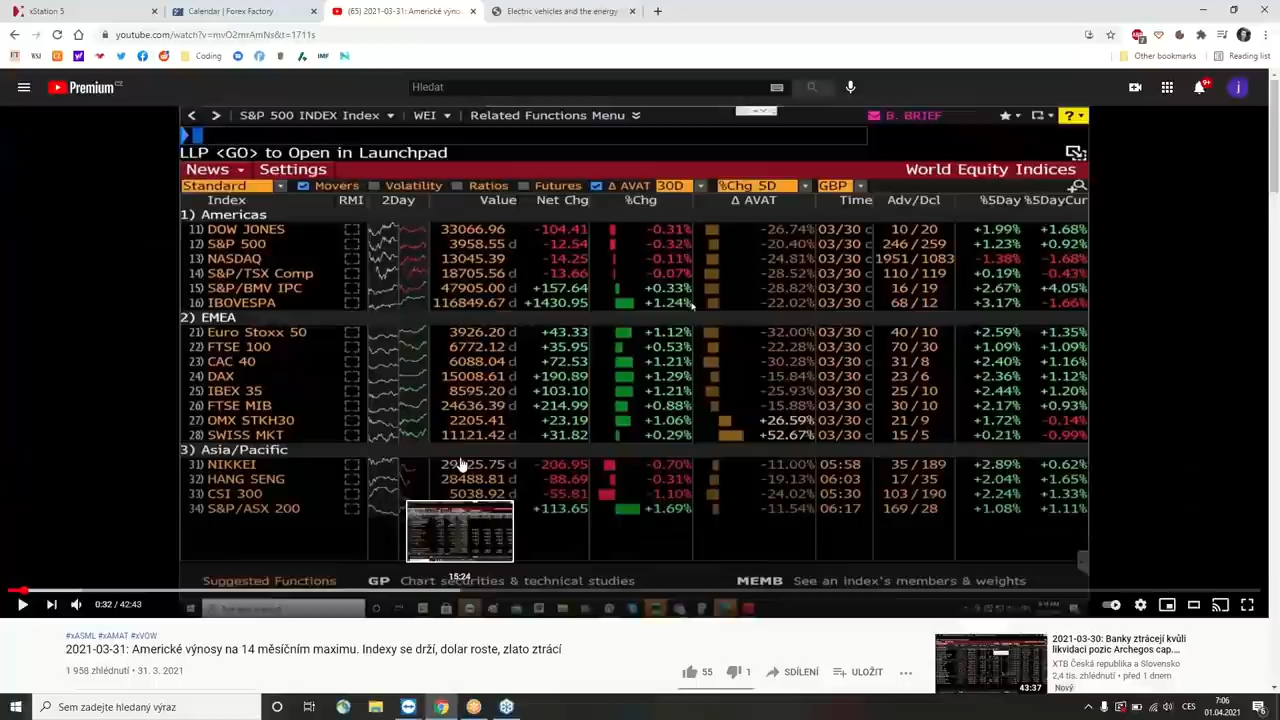 xStation 5
Calendar | Forex Factory
(65) 2021-03-31: Americké výnos
Electric vehicles and the energy
youtube.com/watch?v=mvO2mrAmNs&t=1711s
Coding
IMF
Other bookmarks
Reading list
Premium CZ
Hledat
9+
S&P 500 INDEX Inde
WEI
Related Functions Menu
B. BRIEF
LLP <GO> to Open in Launchpad
News Settings World Equity Indices
Standard Movers Volatility Ratios Futures Δ AVAT 30D %Chg 5D GBP
Index RMI 2Day Value Net Chg %Chg Δ AVAT Time Adv/Dcl %5Day %5DayCur
1) Americas
11) DOW JONES 33066.96 -104.41 -0.31% -26.74% 03/30 c 10 / 20 +1.99% +1.68%
12) S&P 500 3958.55 d -12.54 -0.32% -20.40% 03/30 c 246 / 259 +1.23% +0.92%
13) NASDAQ 13045.39 -14.25 -0.11% -24.81% 03/30 c 1951 / 1083 -1.38% -1.68%
14) S&P/TSX Comp 18705.56 d -13.66 -0.07% -28.52% 03/30 c 110 / 119 +0.19% -0.43%
15) S&P/BMV IPC 47905.00 d +157.64 +0.33% -28.82% 03/30 c 16 / 19 +2.67% +4.05%
16) IBOVESPA 116849.67 d +1430.95 +1.24% -22.02% 03/30 c 68 / 12 +3.17% -1.66%
2) EMEA
21) Euro Stoxx 50 3926.20 d +43.33 +1.12% -32.00% 03/30 c 40 / 10 +2.59% +1.35%
22) FTSE 100 6772.12 d +35.95 +0.53% -22.28% 03/30 c 70 / 30 +1.09% +1.09%
23) CAC 40 6088.04 d +72.53 +1.21% -30.28% 03/30 c 31 / 8 +2.40% +1.16%
24) DAX 15008.61 d +190.89 +1.29% -15.84% 03/30 c 23 / 6 +2.36% +1.12%
25) IBEX 35 8595.20 d +103.10 +1.21% -25.93% 03/30 c 25 / 10 +2.44% +1.20%
26) FTSE MIB 24636.39 d +214.99 +0.88% -15.88% 03/30 c 30 / 10 +2.17% +0.93%
27) OMX STKH30 2205.41 d +23.19 +1.06% +26.59% 03/30 c 21 / 9 +1.72% -0.14%
28) SWISS MKT 11121.42 d +31.82 +0.29% +52.67% 03/30 c 15 / 5 +0.21% -0.99%
3) Asia/Pacific
31) NIKKEI d -206.95 -0.70% -11.00% 05:58 35 / 189 +2.89% +0.62%
32) HANG SENG 28488.81 d -88.69 -0.31% -19.13% 06:03 17 / 35 +2.04% +1.65%
33) CSI 300 5038.92 d -55.81 -1.10% -24.02% 05:30 103 / 190 +2.24% +1.33%
34) S&P/ASX 200 +113.65 +1.69% -11.54% 06:17 169 / 28 +1.08% +1.11%
15:24
Suggested Functions GP Chart securities & technical studies MEMB See an index's members & weights
0:32 / 42:43
#xASML #xAMAT #xVOW
2021-03-31: Americké výnosy na 14 měsíčním maximu. Indexy se drží, dolar roste, zlato ztrácí
1 958 zhlédnutí • 31. 3. 2021
55 1 SDÍLENÍ ULOŽIT
2021-03-30: Banky ztrácejí kvůli
likvidaci pozic Archegos cap....
XTB Česká republika a Slovensko
2,4 tis. zhlédnutí • před 1 dnem
Nový
43:37
Sem zadejte hledaný výraz
CES
7:06
01.04.2021